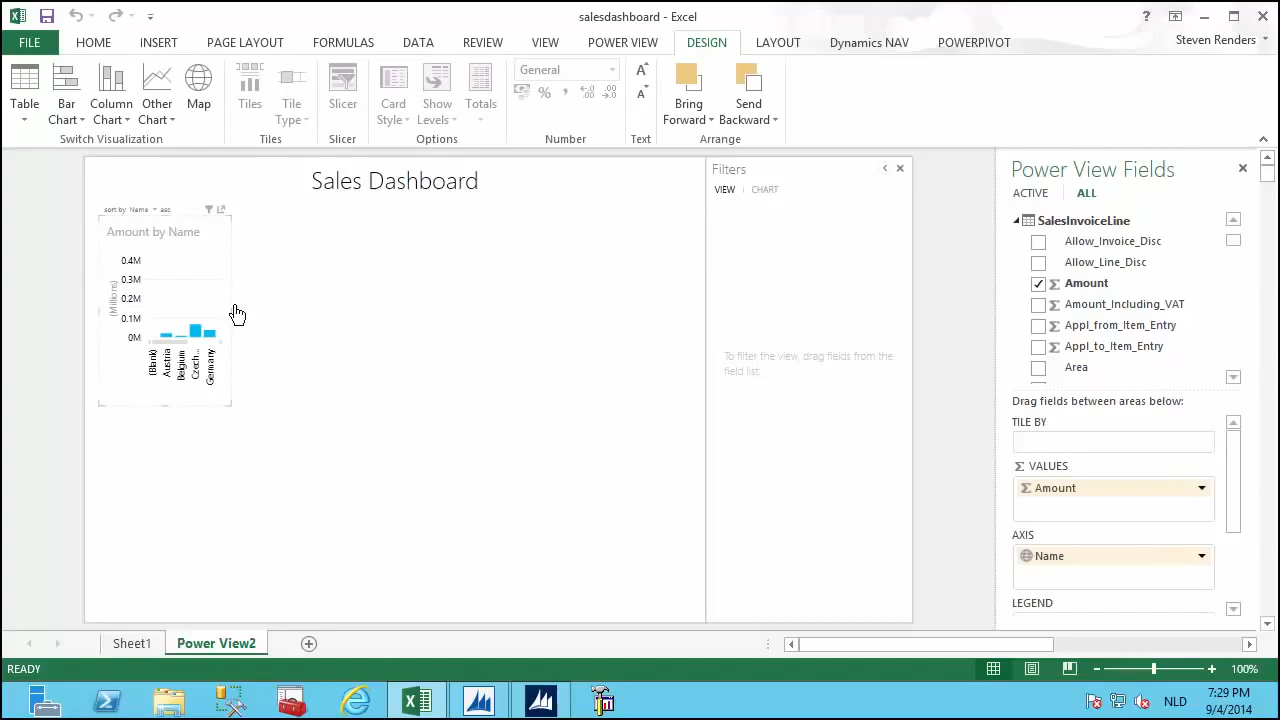 salesdashboard - Excel
?
FILE HOME INSERT PAGE LAYOUT FORMULAS DATA REVIEW VIEW POWER VIEW DESIGN LAYOUT Dynamics NAV POWERPIVOT Steven Renders
Table Bar Chart Column Chart Other Chart Map Tiles Tile Type Slicer Card Style Show Levels Totals General % , Bring Forward Send Backward
Switch Visualization Tiles Slicer Options Number Text Arrange
Sales Dashboard
sort by Name asc
Amount by Name
(Millions)
0.4M
0.3M
0.2M
0.1M
0M
(Blank) Austria Belgium Czech... Germany
Filters
VIEW | CHART
To filter the view, drag fields from the
field list.
Power View Fields
ACTIVE ALL
SalesInvoiceLine
Allow_Invoice_Disc
Allow_Line_Disc
Σ Amount
Σ Amount_Including_VAT
Σ Appl_from_Item_Entry
Σ Appl_to_Item_Entry
Area
Drag fields between areas below:
TILE BY
Σ VALUES
Σ Amount
AXIS
Name
LEGEND
Sheet1 Power View2
READY 100%
NLD 7:29 PM
9/4/2014